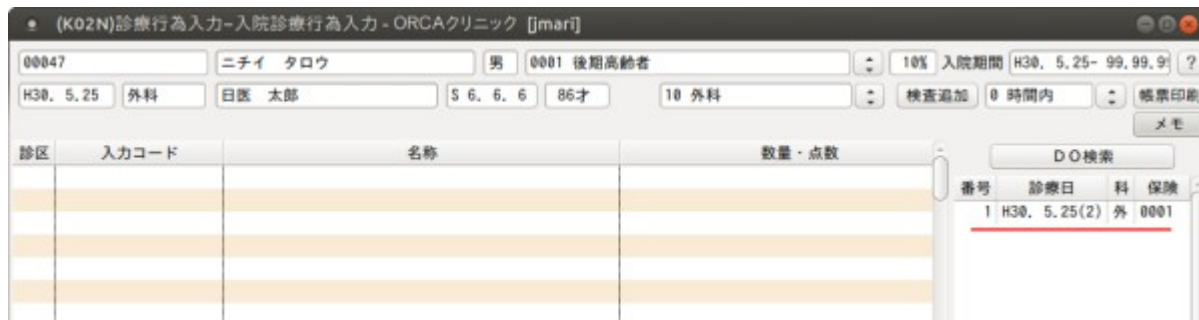 (K02N)診療行為入力-入院診療行為入力 - ORCAクリニック [jmari]
00047 ニチイ タロウ 男 0001 後期高齢者 10% 入院期間 H30. 5.25- 99.99.9 ?
H30. 5.25 外科 日医 太郎 S 6. 6. 6 86才 10 外科 検査追加 0 時間内 帳票印刷
メモ
診区 入力コード 名称 数量・点数 DO検索
番号 診療日 科 保険
1 H30. 5.25(2) 外 0001